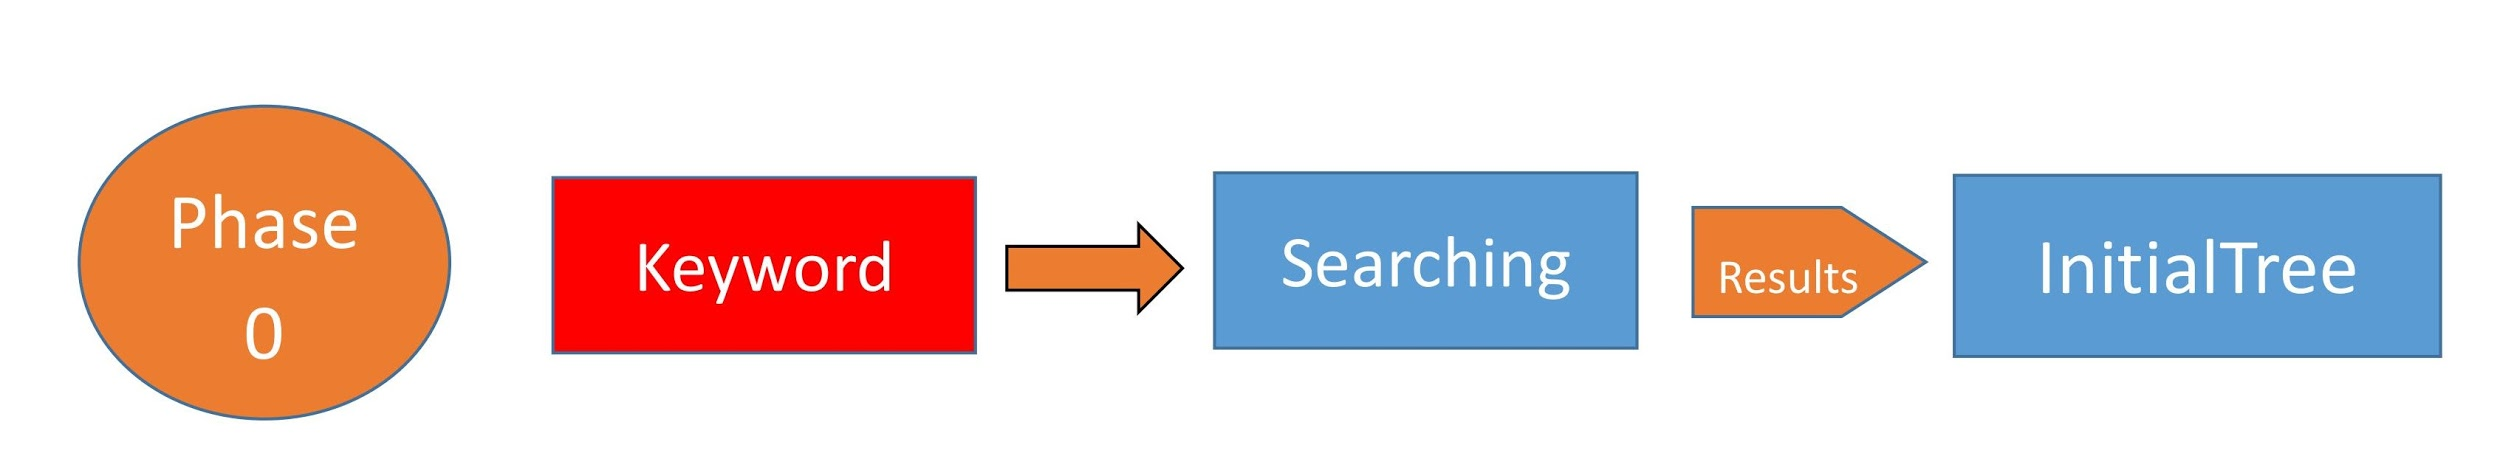 Phase
0
Keyword
Searching
Results
InitialTree